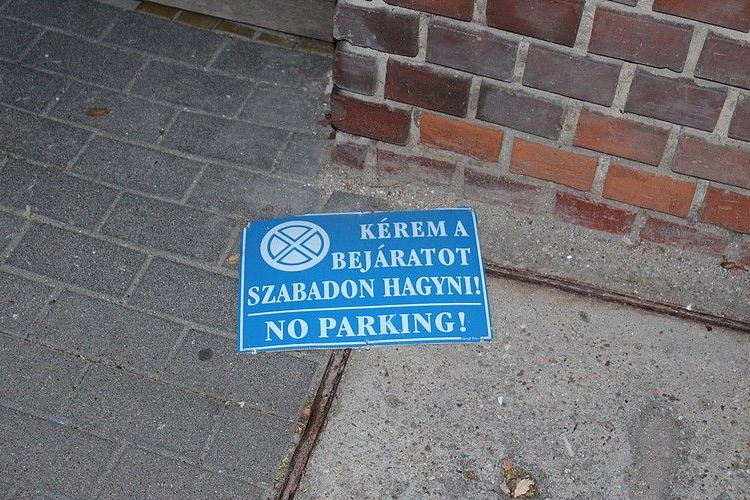 KÉREM A
BEJÁRATOT
SZABADON HAGYNI!
NO PARKING!